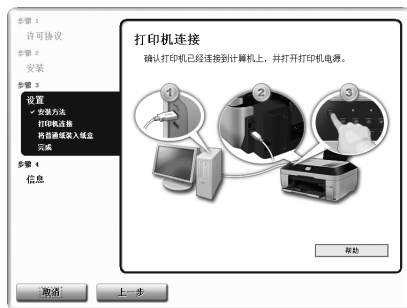 步骤 1
许可协议
步骤 2
安装
步骤 3
设置
✓ 安装方法
打印机连接
将普通纸装入纸盒
完成
步骤 4
信息
打印机连接
确认打印机已经连接到计算机上，并打开打印机电源。
1
2
3
帮助
取消
上一步